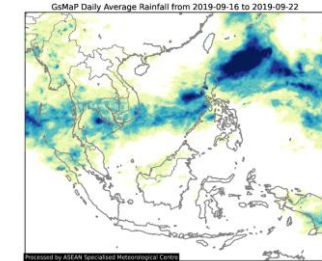 GsMaP Daily Average Rainfall from 2019-09-16 to 2019-09-22
Processed by ASEAN Specialised Meteorological Centre